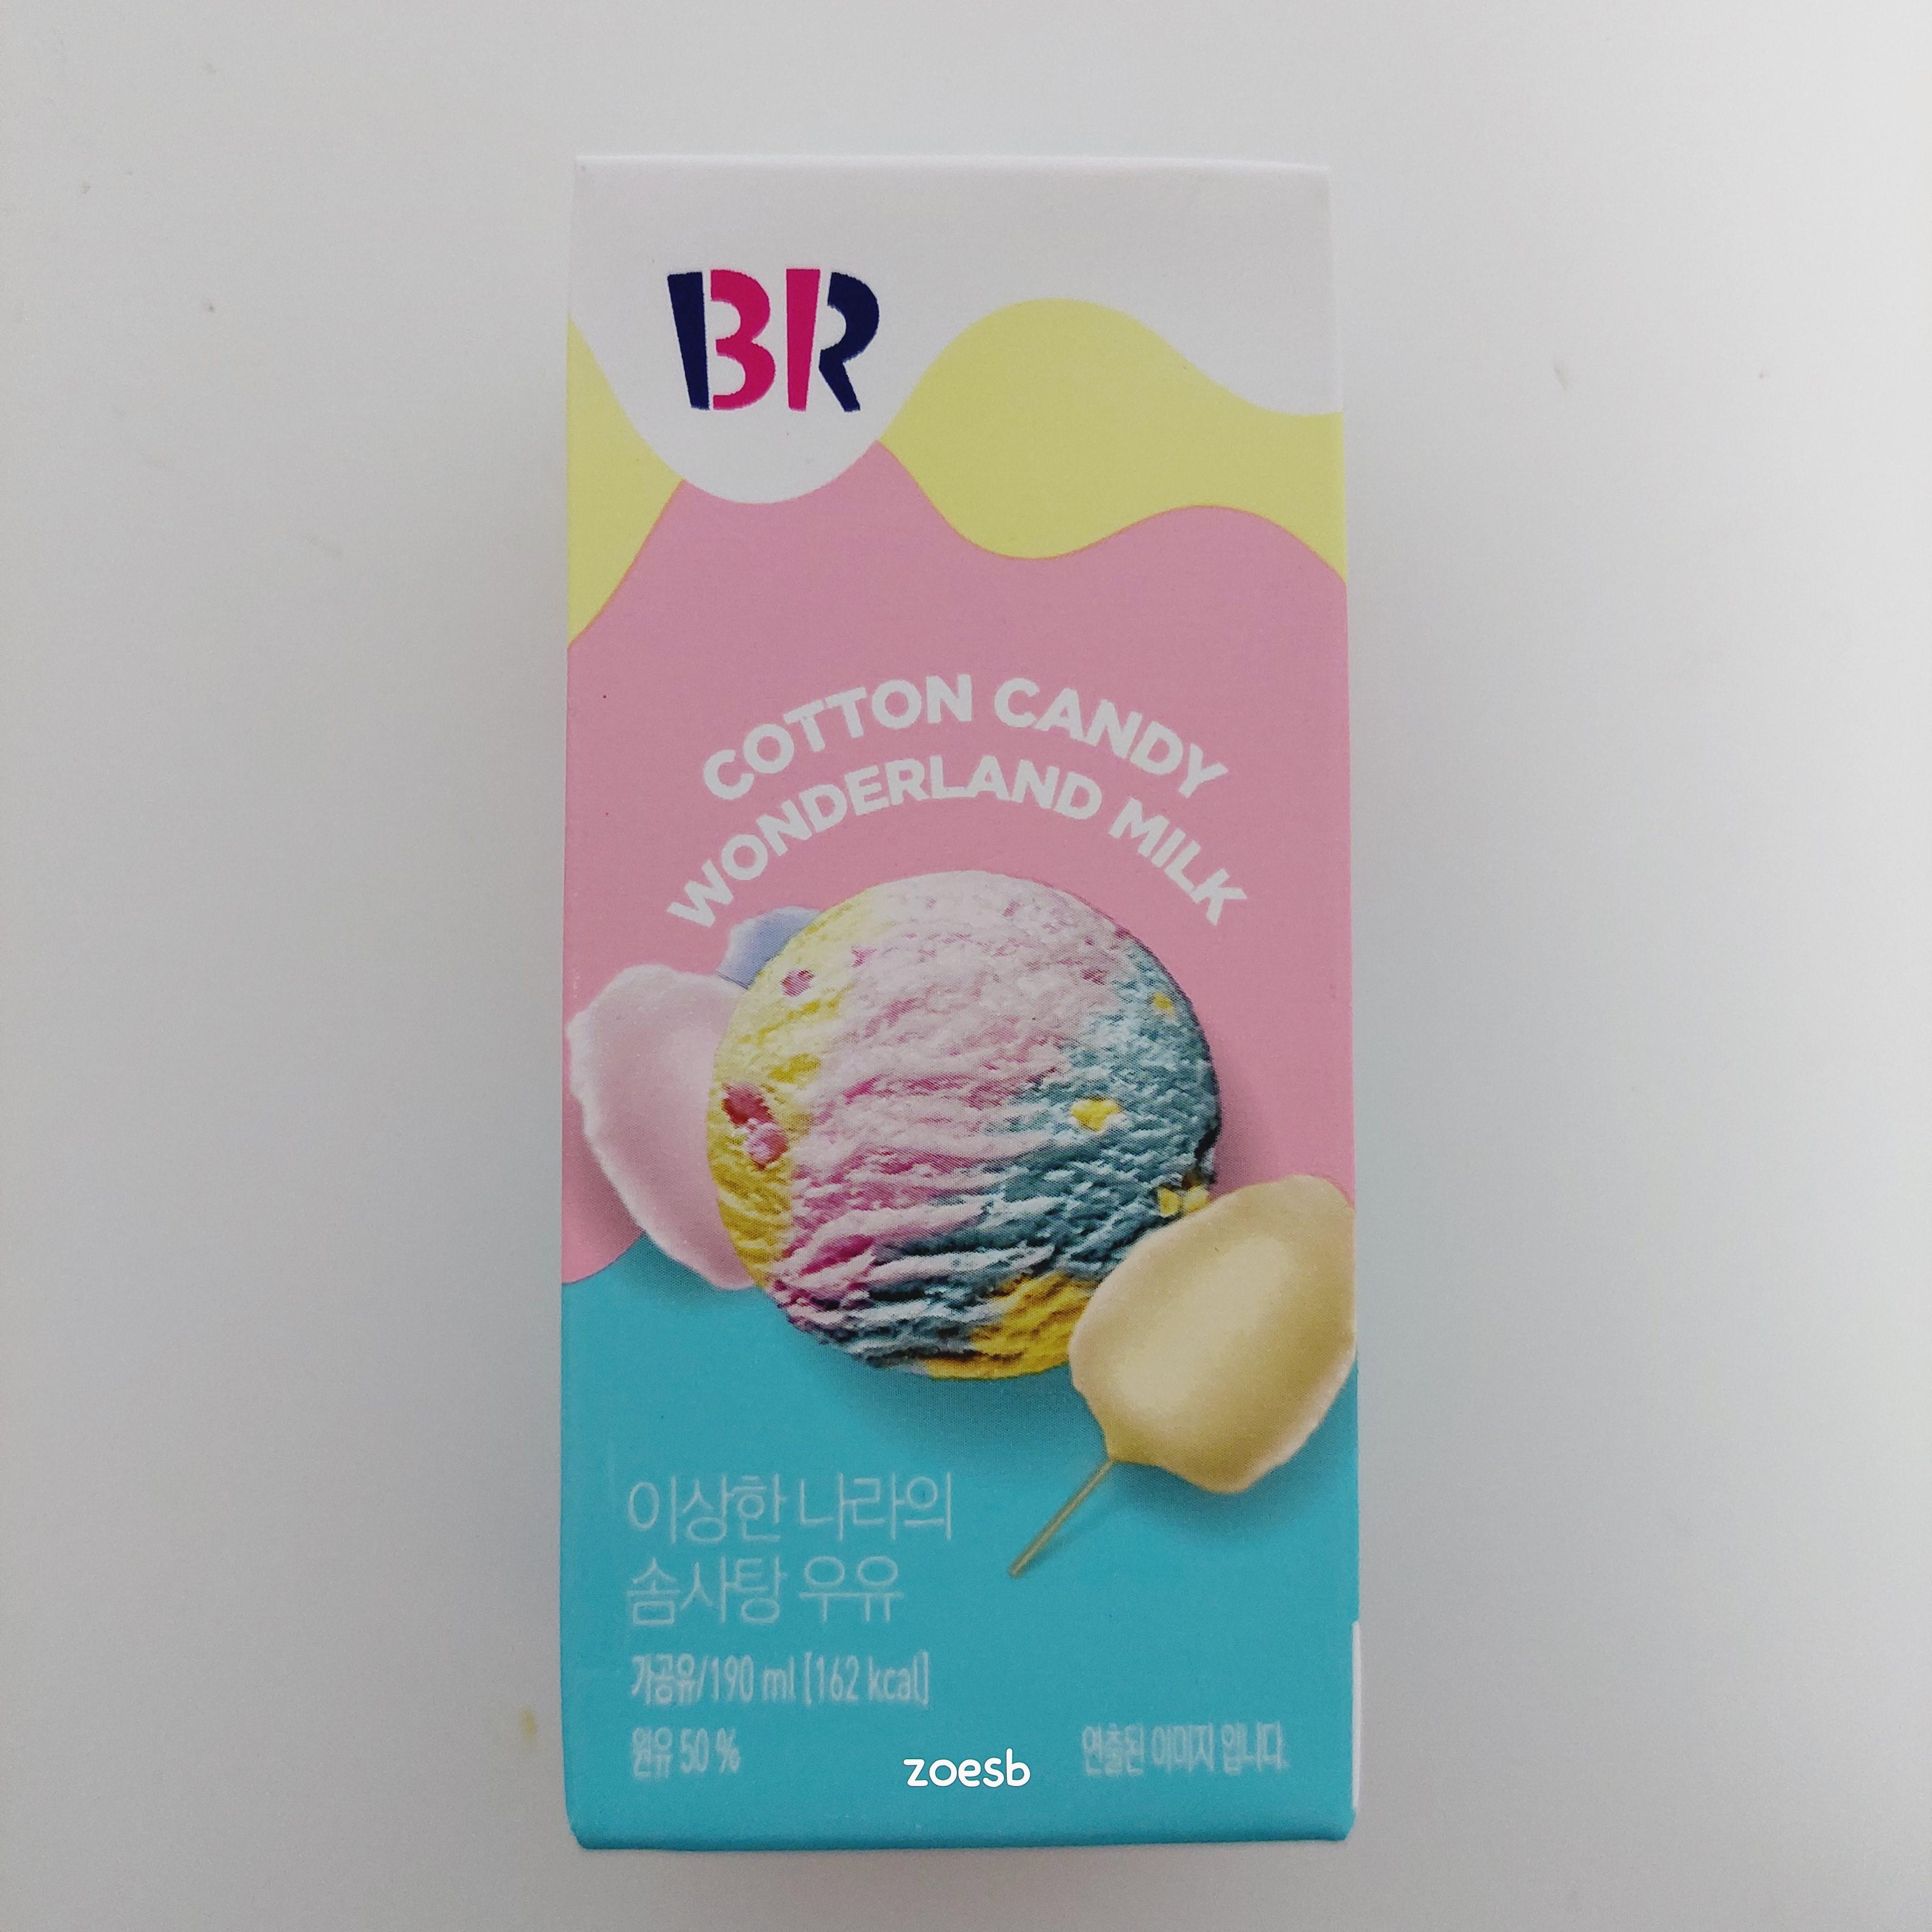 BR
COTTON CANDY
WONDERLAND MILK
이상한 나라의
솜사탕 우유
가공유/190 ml [162 kcal]
원유 50 %
연출된 이미지 입니다.
zoesb